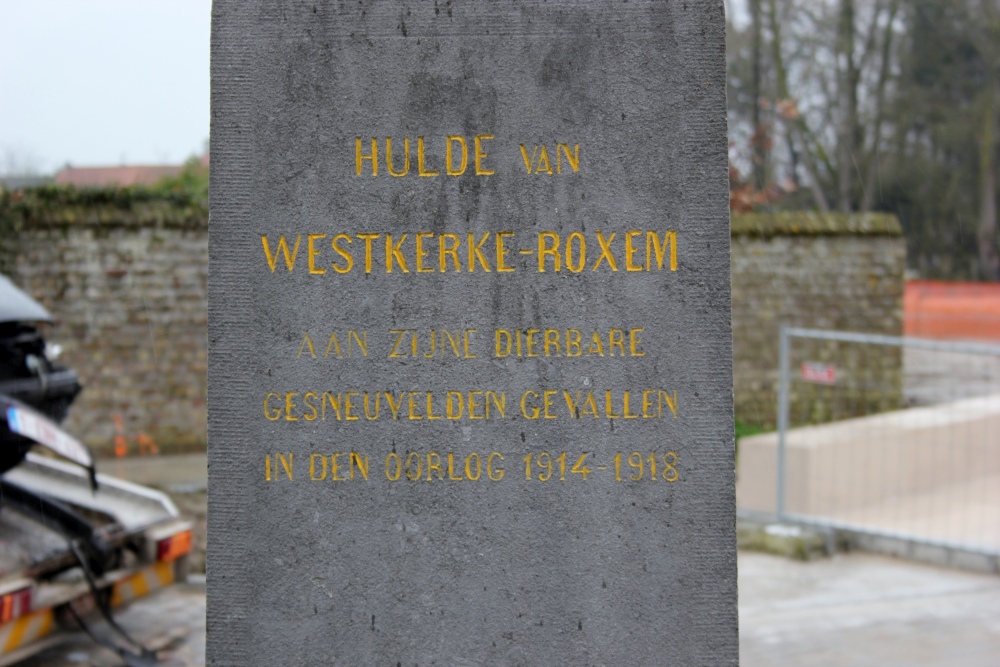 HULDE VAN
WESTKERKE-ROXEM
AAN ZIJNE DIERBARE
GESNEUVELDEN GEVALLEN
IN DEN OORLOG 1914-1918